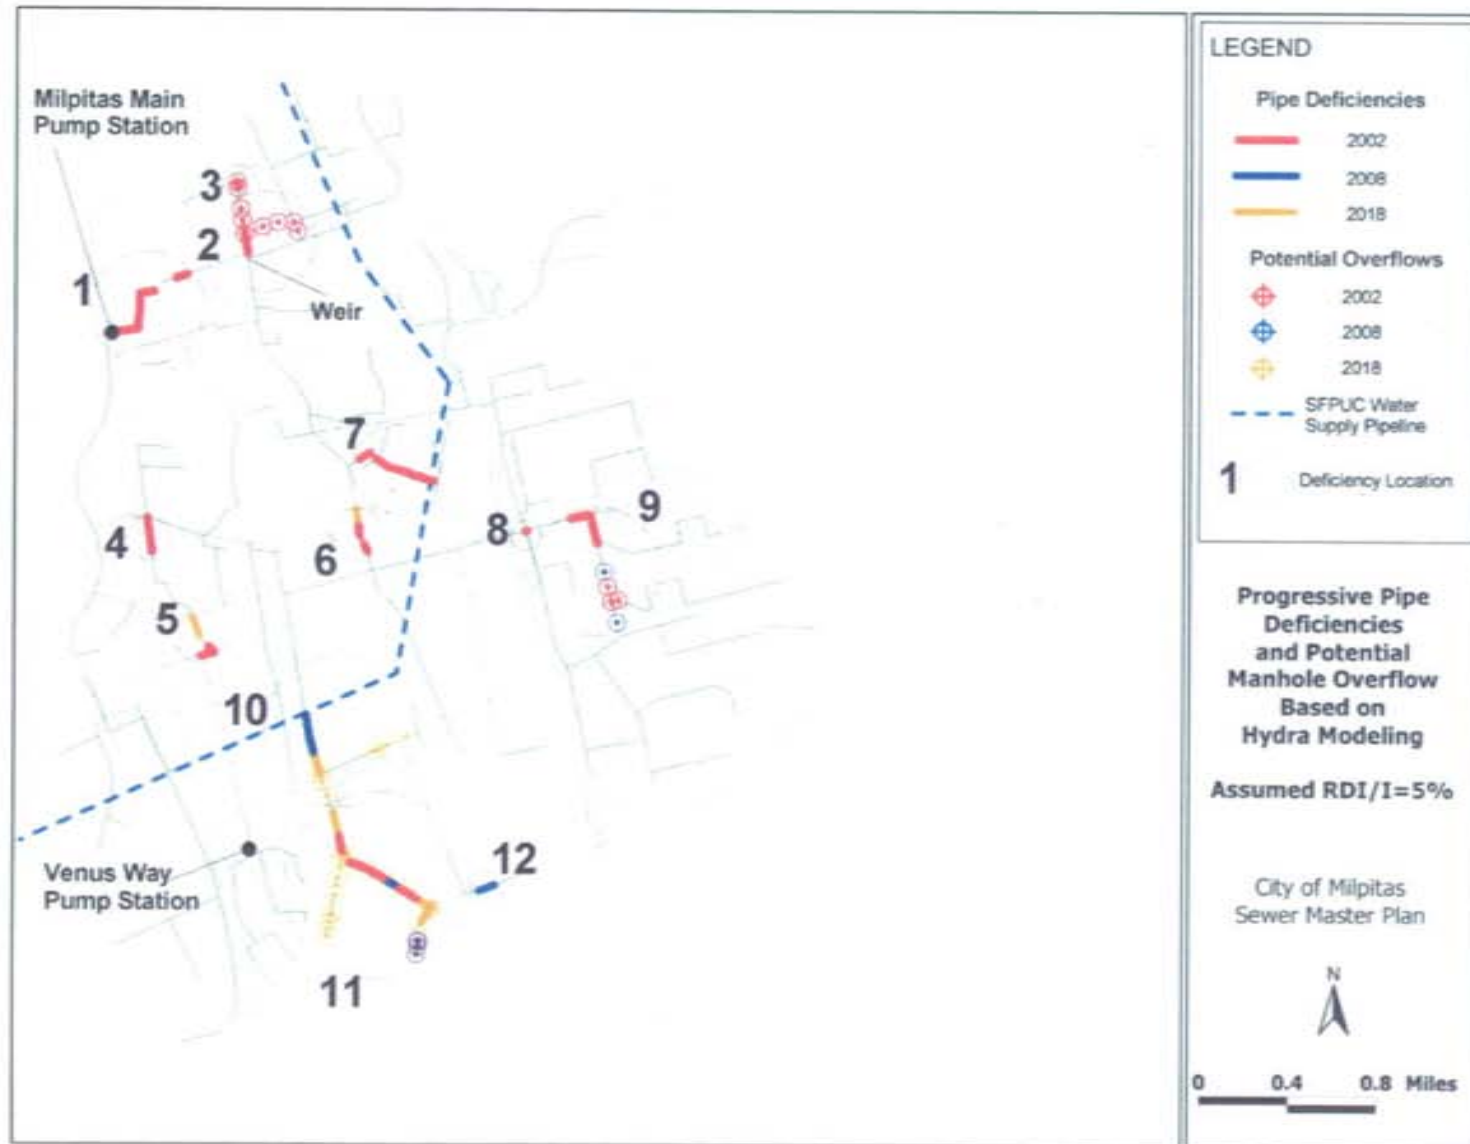 Milpitas Main
Pump Station
3
2
1
Weir
7
9
8
4
6
5
10
12
Venus Way
Pump Station
11
LEGEND
Pipe Deficiencies
2002
2008
2018
Potential Overflows
2002
2008
2018
SFPUC Water
Supply Pipeline
1 Deficiency Location
Progressive Pipe
Deficiencies
and Potential
Manhole Overflow
Based on
Hydra Modeling
Assumed RDI/I=5%
City of Milpitas
Sewer Master Plan
N
0 0.4 0.8 Miles